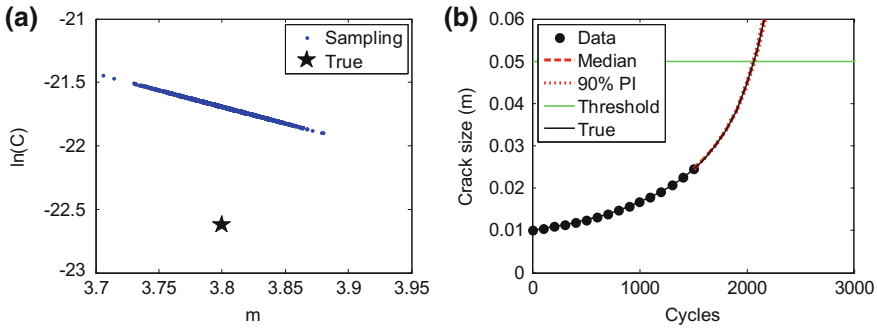 (a)
-21
-21.5
-22
-22.5
-23
ln(C)
3.7
3.75
3.8
3.85
3.9
3.95
m
Sampling
True
(b)
0.06
0.05
0.04
0.03
0.02
0.01
0
Crack size (m)
0
1000
2000
3000
Cycles
Data
Median
90% PI
Threshold
True